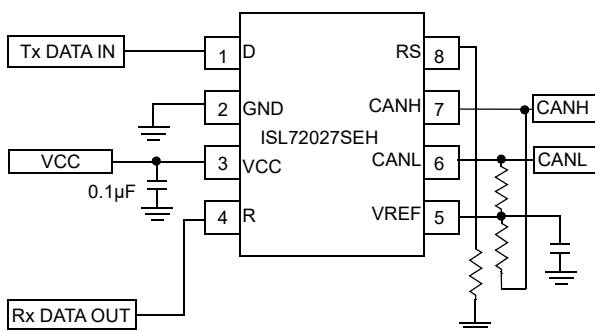 Tx DATA IN
1
D
RS
8
2
GND
CANH
7
CANH
ISL72027SEH
VCC
3
VCC
CANL
6
CANL
0.1µF
4
R
VREF
5
Rx DATA OUT